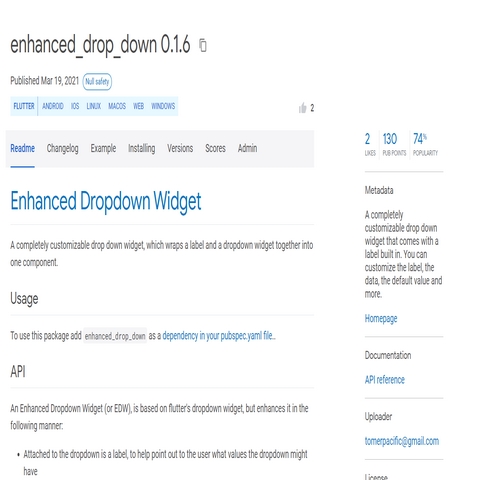 enhanced_drop_down 0.1.6
Published Mar 19, 2021 Null safety
FLUTTER ANDROID IOS LINUX MACOS WEB WINDOWS
2
Readme Changelog Example Installing Versions Scores Admin
Enhanced Dropdown Widget
A completely customizable drop down widget, which wraps a label and a dropdown widget together into
one component.
Usage
To use this package add enhanced_drop_down as a dependency in your pubspec.yaml file..
API
An Enhanced Dropdown Widget (or EDW), is based on flutter's dropdown widget, but enhances it in the
following manner:
• Attached to the dropdown is a label, to help point out to the user what values the dropdown might
have
2 130 74%
LIKES PUB POINTS POPULARITY
Metadata
A completely
customizable drop down
widget that comes with a
label built in. You can
customize the label, the
data, the default value and
more.
Homepage
Documentation
API reference
Uploader
tomerpacific@gmail.com
License